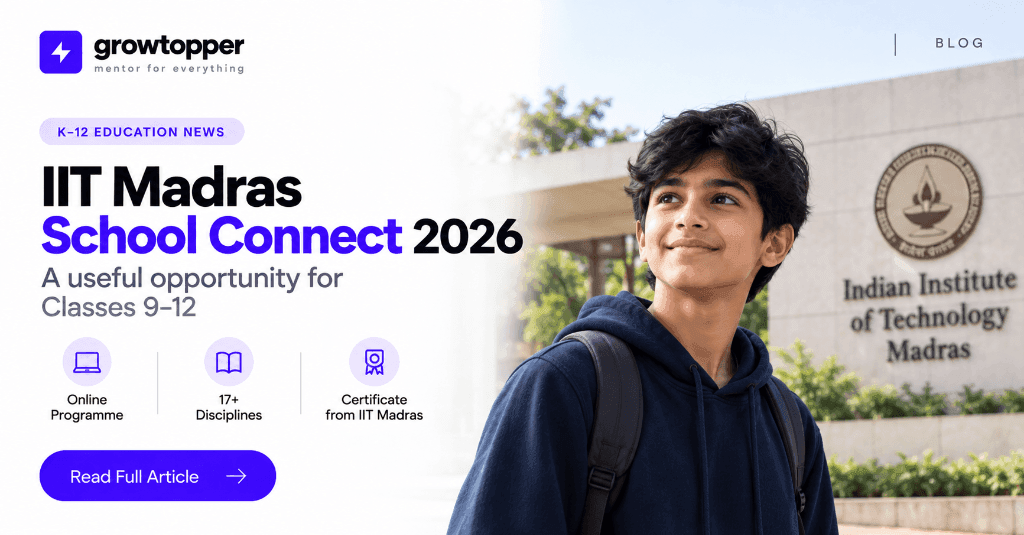 growtopper
mentor for everything
BLOG
K-12 EDUCATION NEWS
IIT Madras
School Connect 2026
A useful opportunity for
Classes 9–12
Online
Programme
17+
Disciplines
Certificate
from IIT Madras
Read Full Article
Indian Institute
of Technology
Madras